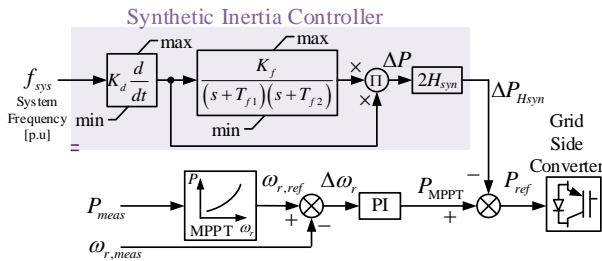 Synthetic Inertia Controller
max
max
f_sys
System
Frequency
[p.u]
K_d d/dt
K_f
(s+T_f1)(s+T_f2)
min
min
×
×
Π
ΔP
2H_syn
ΔP_Hsyn
Grid
Side
Converter
P_meas
P
MPPT
ω_r
ω_r,ref
+
−
Δω_r
PI
P_MPPT
+
−
P_ref
ω_r,meas